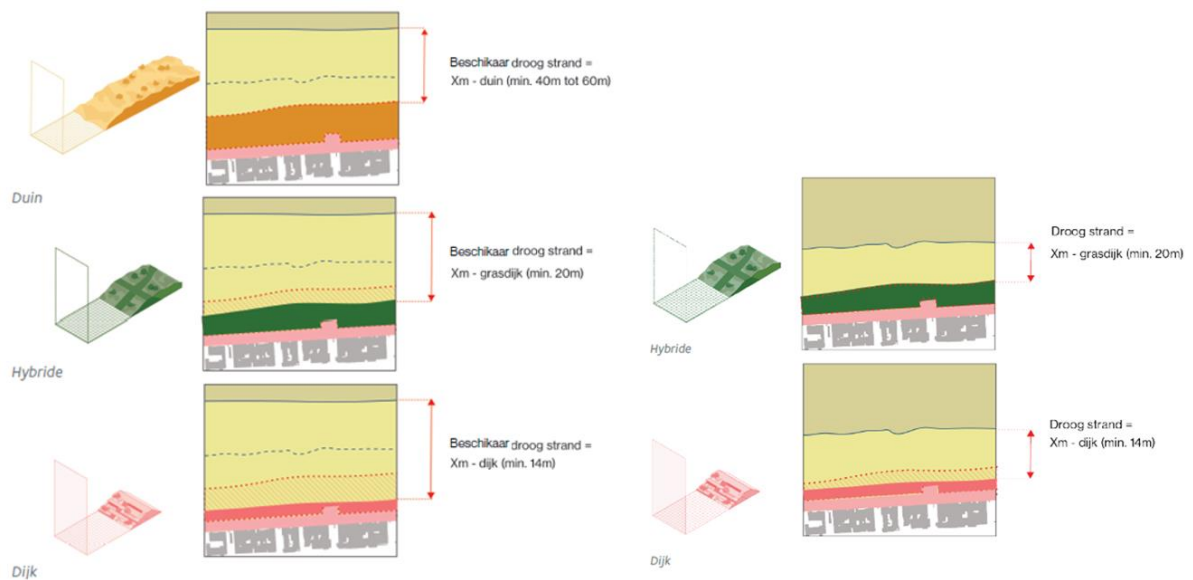 Beschikaar droog strand =
Xm - duin (min. 40m tot 60m)
Duin
Beschikaar droog strand =
Xm - grasdijk (min. 20m)
Hybride
Beschikaar droog strand =
Xm - dijk (min. 14m)
Dijk
Droog strand =
Xm - grasdijk (min. 20m)
Hybride
Droog strand =
Xm - dijk (min. 14m)
Dijk